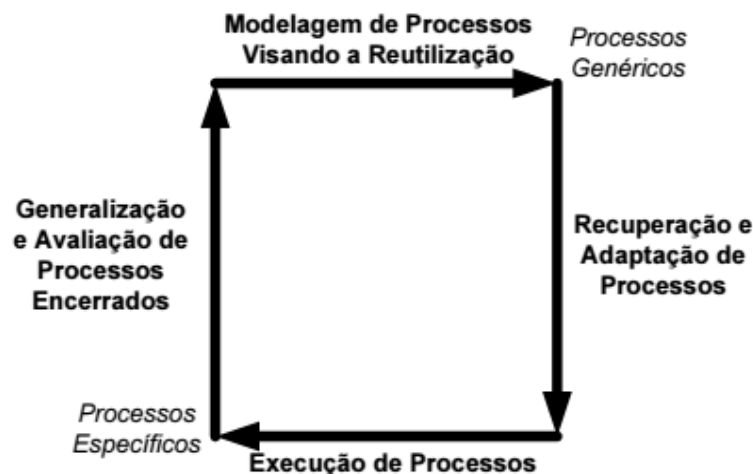 Modelagem de Processos
Visando a Reutilização
Processos
Genéricos
Generalização
e Avaliação de
Processos
Encerrados
Recuperação e
Adaptação de
Processos
Processos
Específicos
Execução de Processos